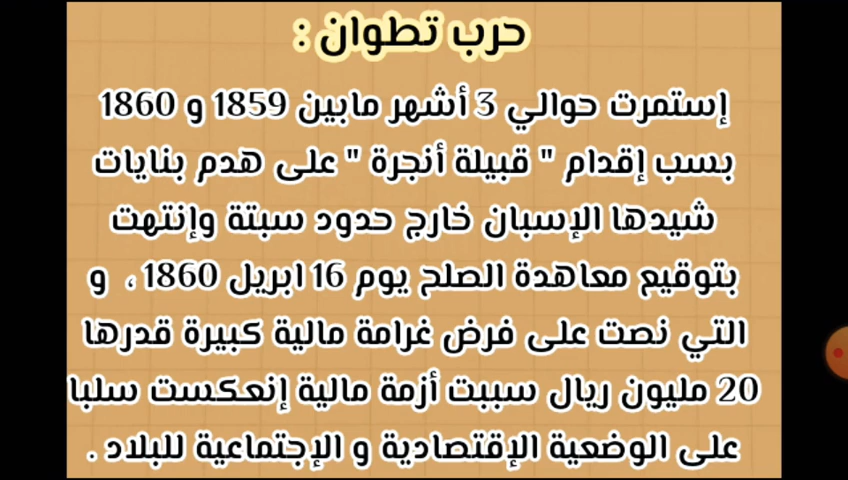 حرب تطوان :
إستمرت حوالي 3 أشهر مابين 1859 و 1860
بسب إقدام " قبيلة أنجرة " على هدم بنايات
شيدها الإسبان خارج حدود سبتة وإنتهت
بتوقيع معاهدة الصلح يوم 16 ابريل 1860 ، و
التي نصت على فرض غرامة مالية كبيرة قدرها
20 مليون ريال سببت أزمة مالية إنعكست سلبا
على الوضعية الإقتصادية و الإجتماعية للبلاد .